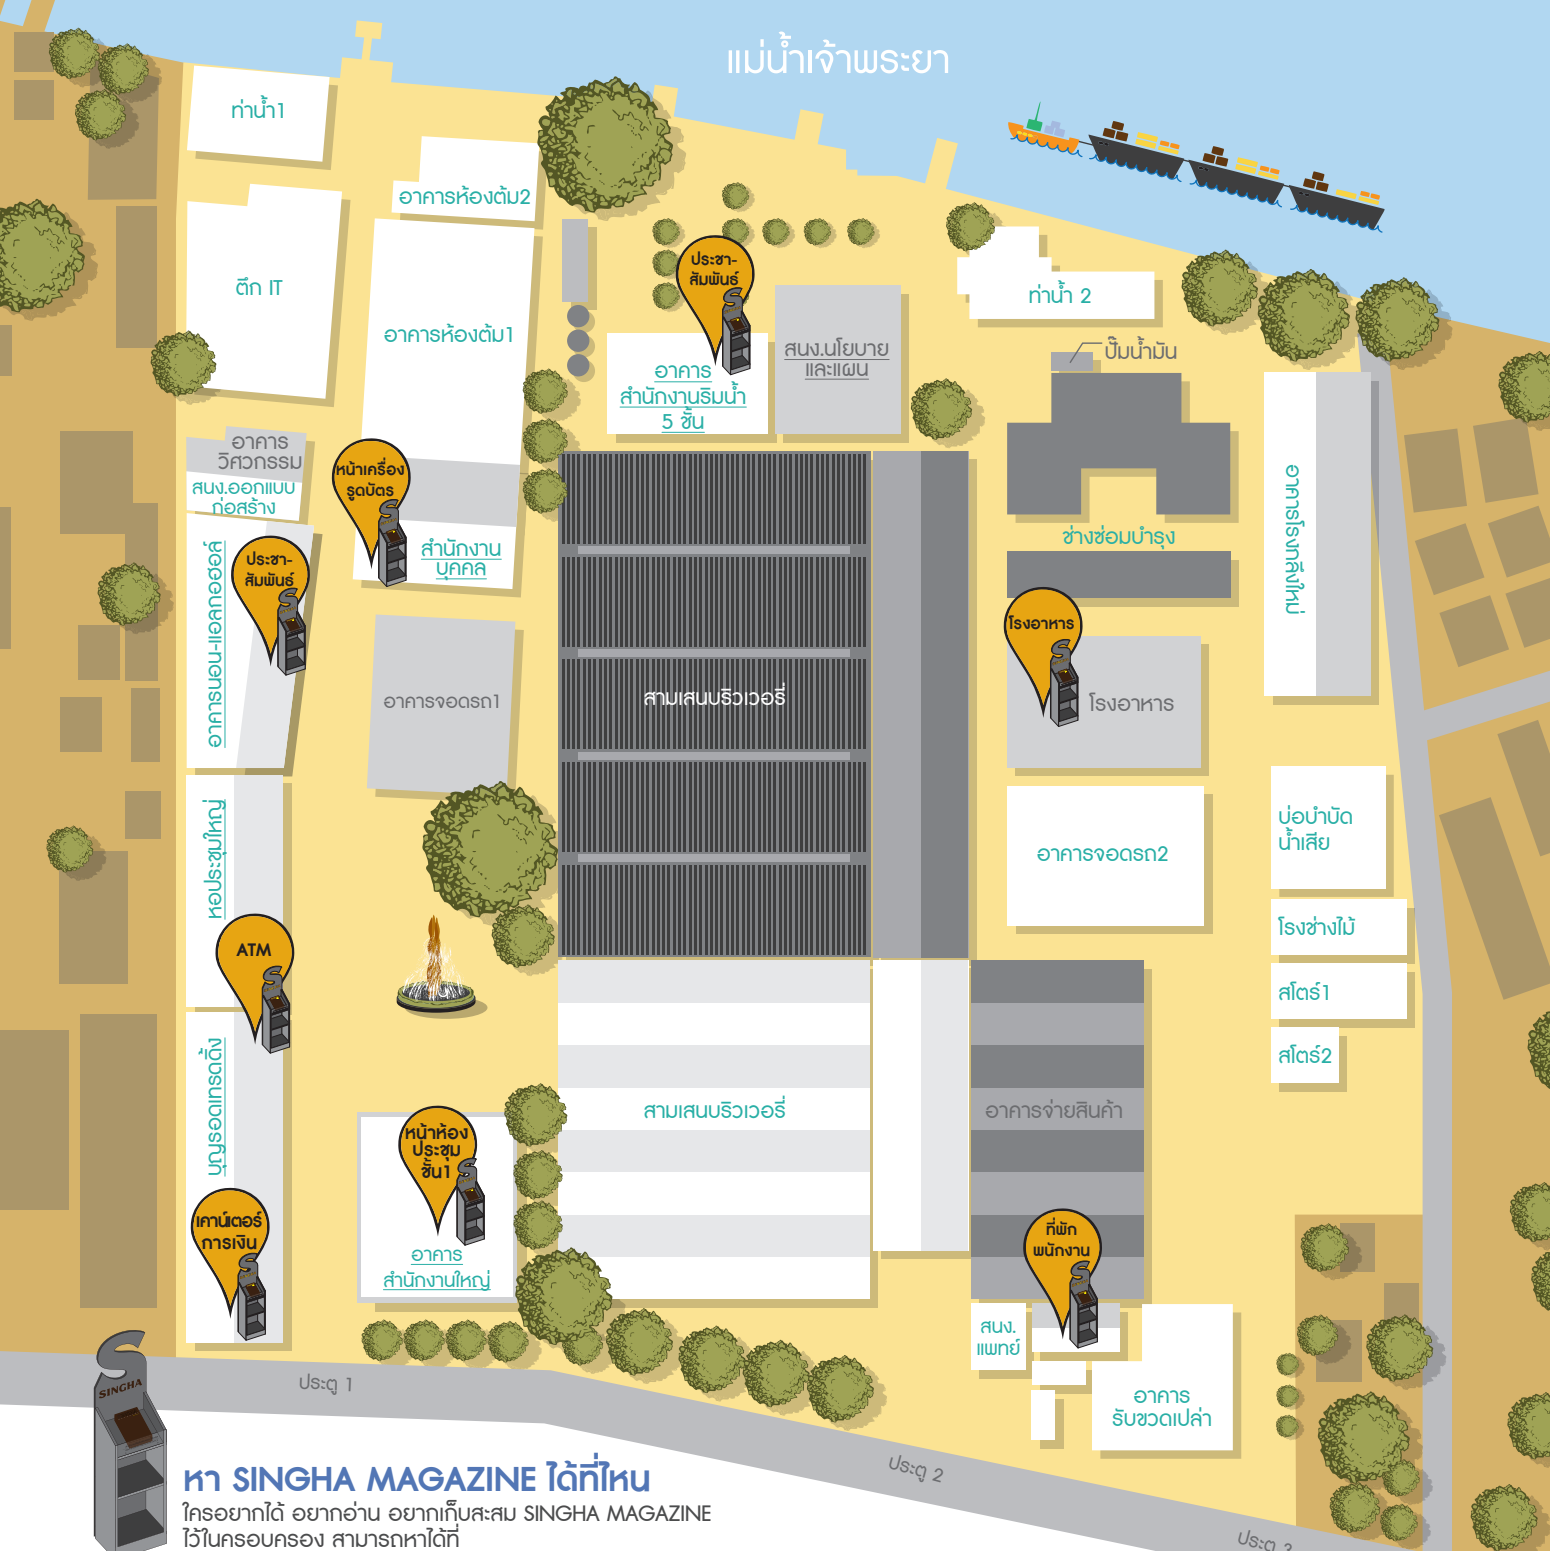 แม่น้ำเจ้าพระยา
ท่าน้ำ1
อาคารห้องต้ม2
ตึก IT
อาคารห้องต้ม1
ประชา-
สัมพันธ์
อาคาร
สำนักงานริมน้ำ
5 ชั้น
สนง.นโยบาย
และแผน
ท่าน้ำ 2
ปั๊มน้ำมัน
อาคาร
วิศวกรรม
สนง.ออกแบบ
ก่อสร้าง
หน้าเครื่อง
รูดบัตร
สำนักงาน
บุคคล
ช่างซ่อมบำรุง
อาคารโรงกลึงใหม่
อาคารนอน-แอลกอฮอล์
ประชา-
สัมพันธ์
อาคารจอดรถ1
สามเสนบริวเวอรี่
โรงอาหาร
โรงอาหาร
อาคารจอดรถ2
บ่อบำบัด
น้ำเสีย
โรงช่างไม้
สโตร์1
สโตร์2
หอประชุมใหญ่
ATM
บุญรอดเทรดดิ้ง
เคาน์เตอร์
การเงิน
หน้าห้อง
ประชุม
ชั้น1
อาคาร
สำนักงานใหญ่
สามเสนบริวเวอรี่
อาคารจ่ายสินค้า
ที่พัก
พนักงาน
สนง.
แพทย์
อาคาร
รับขวดเปล่า
ประตู 1
ประตู 2
ประตู 3
SINGHA
หา SINGHA MAGAZINE ได้ที่ไหน
ใครอยากได้ อยากอ่าน อยากเก็บสะสม SINGHA MAGAZINE
ไว้ในครอบครอง สามารถหาได้ที่